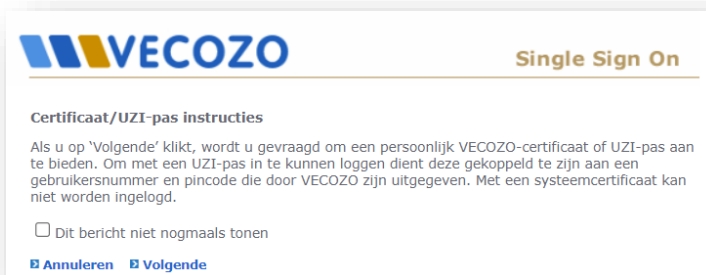 VECOZO
Single Sign On
Certificaat/UZI-pas instructies
Als u op ‘Volgende’ klikt, wordt u gevraagd om een persoonlijk VECOZO-certificaat of UZI-pas aan
te bieden. Om met een UZI-pas in te kunnen loggen dient deze gekoppeld te zijn aan een
gebruikersnummer en pincode die door VECOZO zijn uitgegeven. Met een systeemcertificaat kan
niet worden ingelogd.
Dit bericht niet nogmaals tonen
Annuleren Volgende